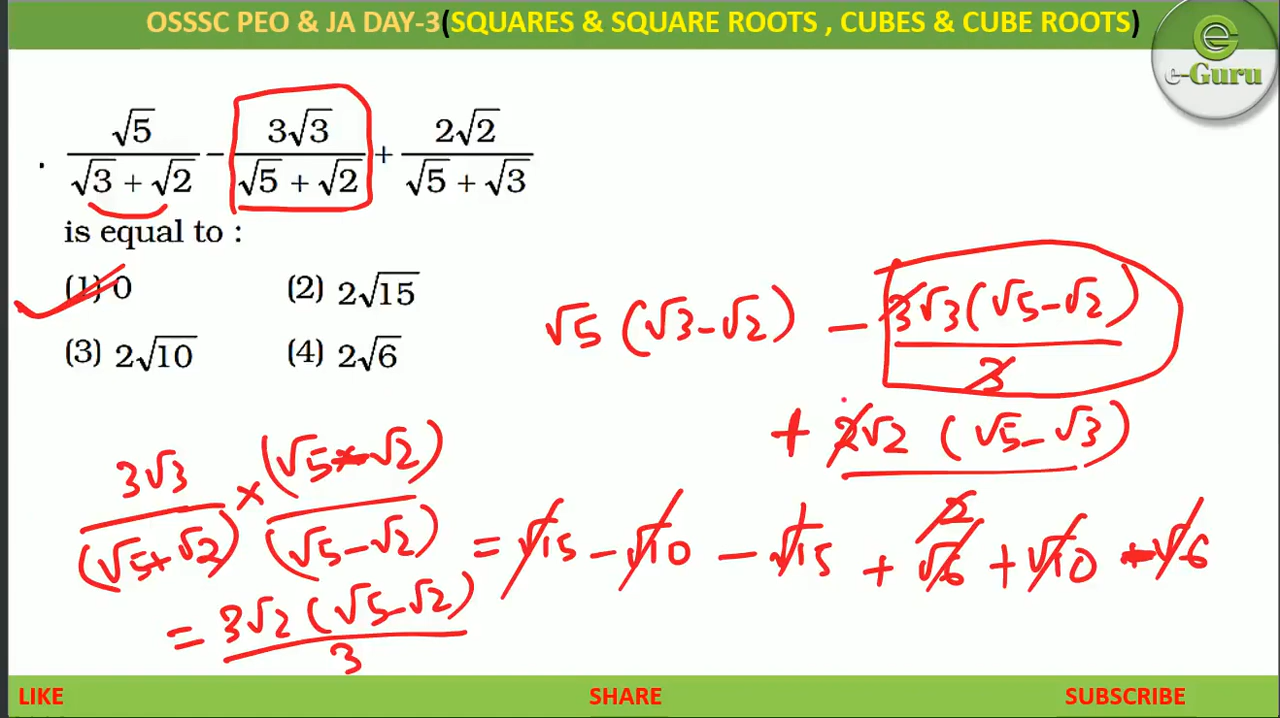 OSSSC PEO & JA DAY-3(SQUARES & SQUARE ROOTS , CUBES & CUBE ROOTS)
e-Guru
. √5/(√3 + √2) − 3√3/(√5 + √2) + 2√2/(√5 + √3)
is equal to :
(1) 0 (2) 2√15
(3) 2√10 (4) 2√6
√5 (√3-√2) - 3√3(√5-√2)/3
+ 2√2 (√5-√3)/2
3√3/(√5+√2) × (√5-√2)/(√5-√2)
= 3√2 (√5-√2)/3
= √15 - √10 - √15 + √6 + √10 - √6
LIKE SHARE SUBSCRIBE